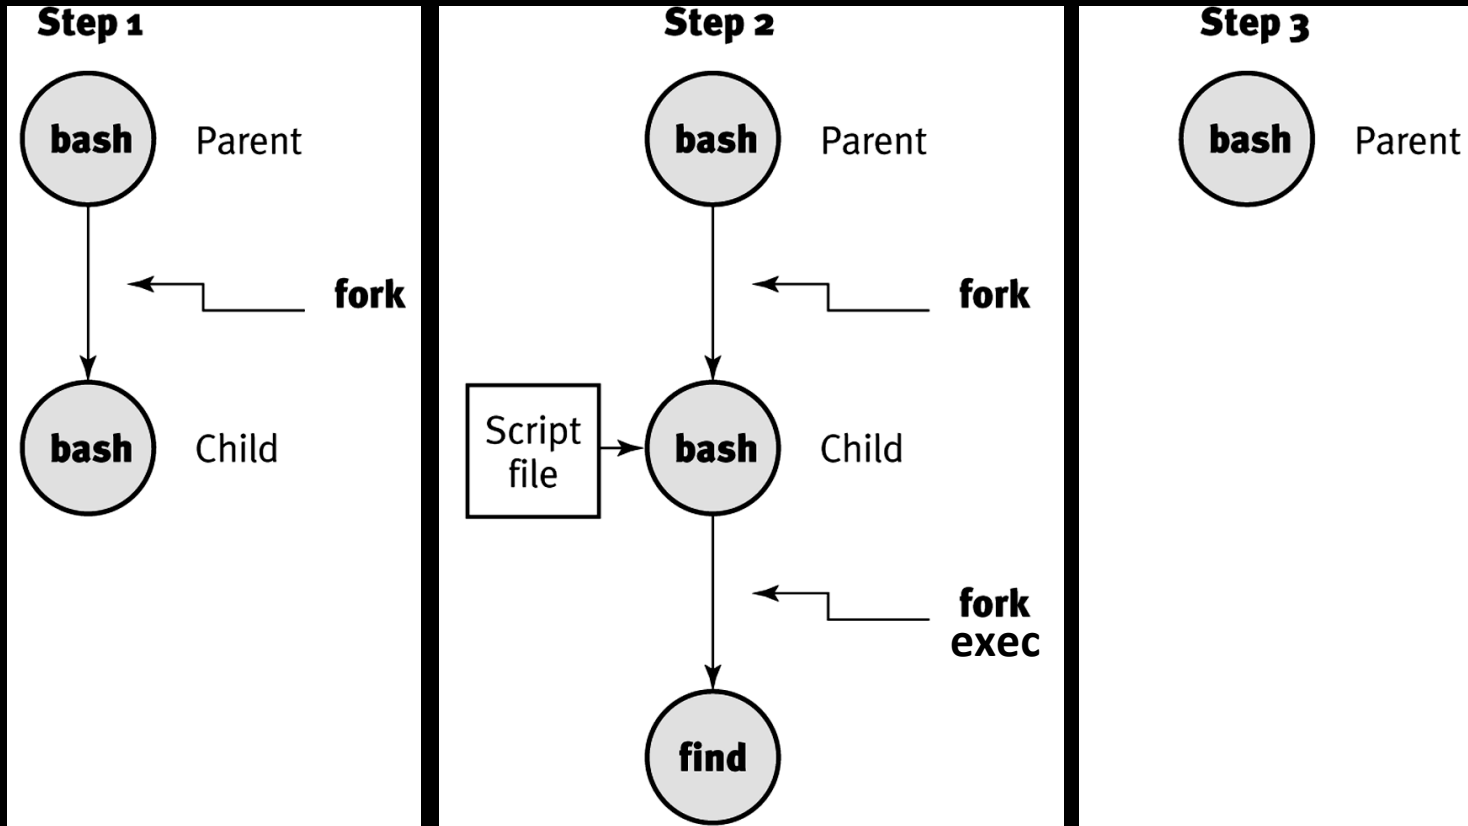 Step 1
bash Parent
fork
bash Child
Step 2
bash Parent
fork
Script
file
bash Child
fork
exec
find
Step 3
bash Parent